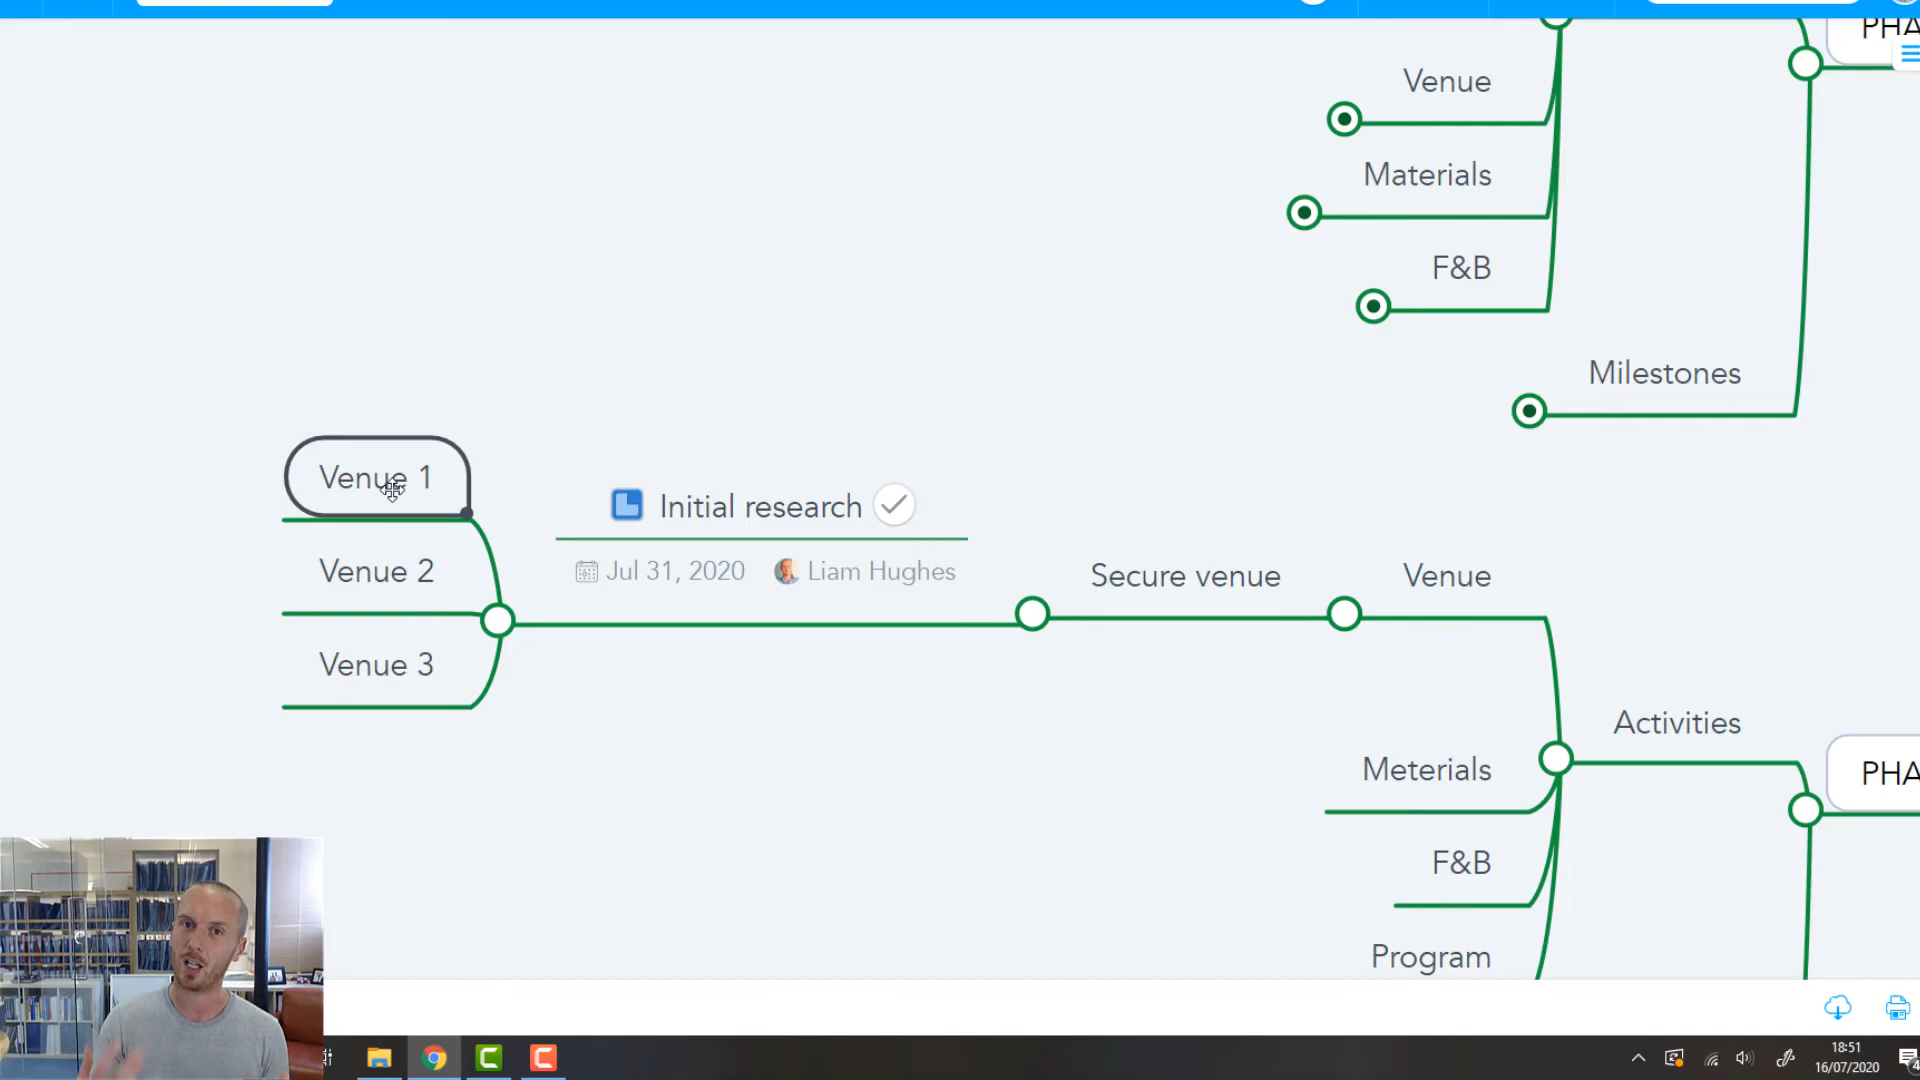 PHA
Venue
Materials
F&B
Milestones
Venue 1
Initial research
Venue 2
Jul 31, 2020
Liam Hughes
Secure venue
Venue
Venue 3
Activities
Meterials
PHA
F&B
Program
18:51
16/07/2020
4